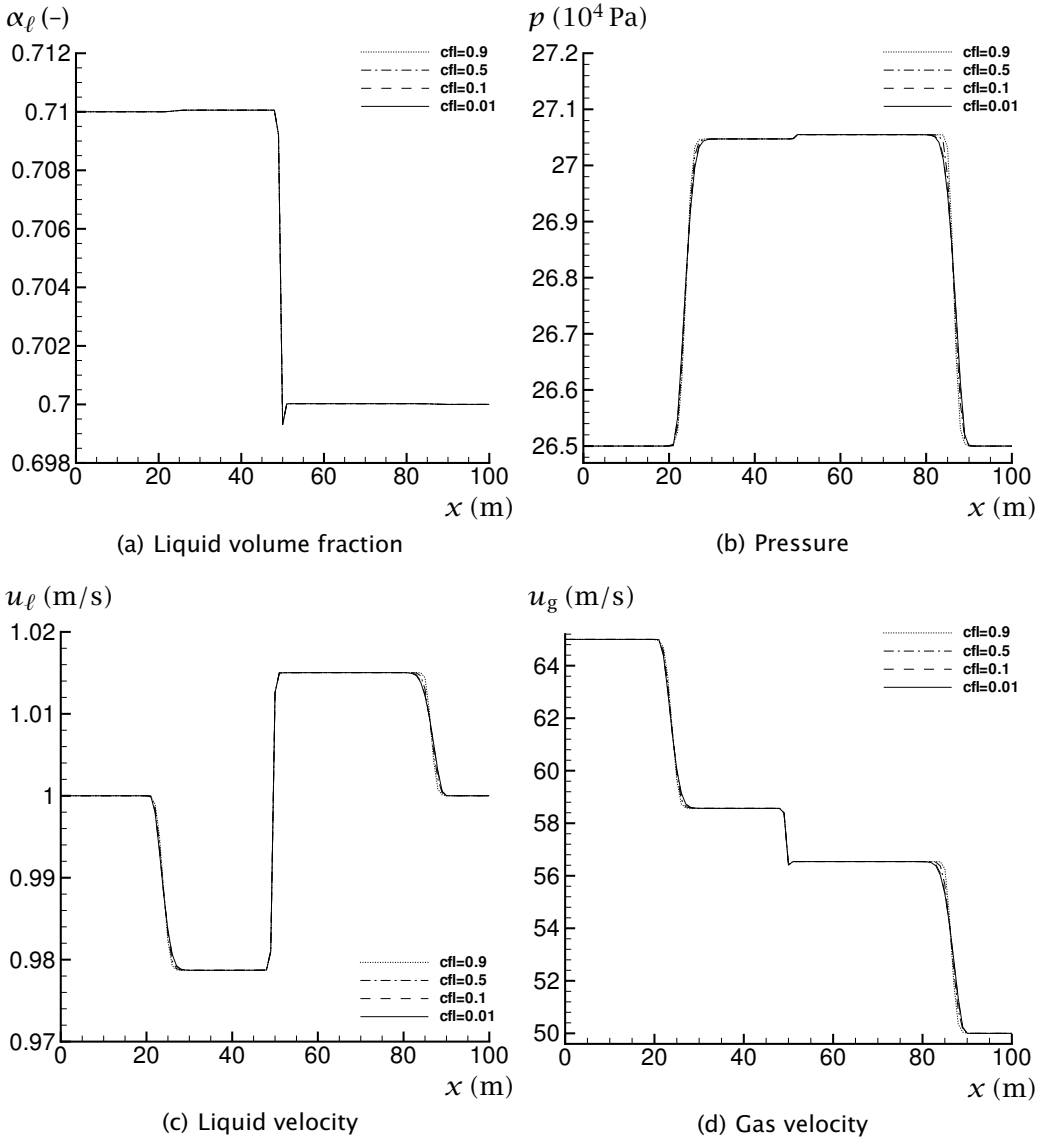 αℓ (–)
0.712
0.71
0.708
0.706
0.704
0.702
0.7
0.698
0 20 40 60 80 100
x (m)
cfl=0.9
cfl=0.5
cfl=0.1
cfl=0.01
(a) Liquid volume fraction
p (10⁴ Pa)
27.2
27.1
27
26.9
26.8
26.7
26.6
26.5
0 20 40 60 80 100
x (m)
cfl=0.9
cfl=0.5
cfl=0.1
cfl=0.01
(b) Pressure
uℓ (m/s)
1.02
1.01
1
0.99
0.98
0.97
0 20 40 60 80 100
x (m)
cfl=0.9
cfl=0.5
cfl=0.1
cfl=0.01
(c) Liquid velocity
u_g (m/s)
64
62
60
58
56
54
52
50
0 20 40 60 80 100
x (m)
cfl=0.9
cfl=0.5
cfl=0.1
cfl=0.01
(d) Gas velocity